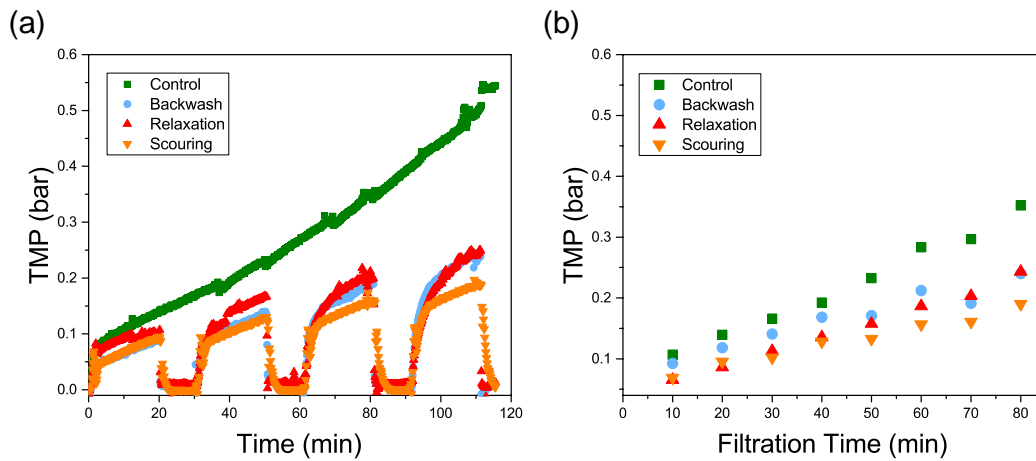 (a)
(b)
TMP (bar)
0.6
0.5
0.4
0.3
0.2
0.1
0.0
Control
Backwash
Relaxation
Scouring
0 20 40 60 80 100 120
Time (min)
TMP (bar)
0.6
0.5
0.4
0.3
0.2
0.1
Control
Backwash
Relaxation
Scouring
0 10 20 30 40 50 60 70 80
Filtration Time (min)